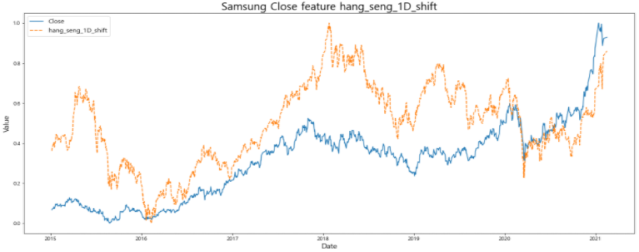 Samsung Close feature hang_seng_1D_shift
Close
hang_seng_1D_shift
Value
1.0
0.8
0.6
0.4
0.2
0.0
2015 2016 2017 2018 2019 2020 2021
Date